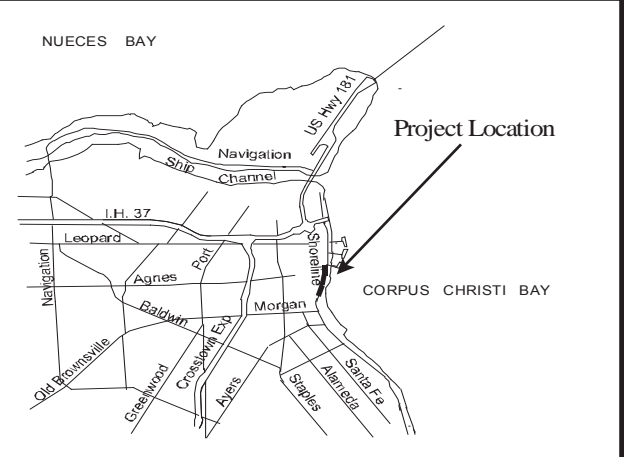 NUECES BAY
US Hwy 181
Project Location
Navigation
Ship
Channel
I.H. 37
Leopard
Shoreline
Port
Navigation
Agnes
CORPUS CHRISTI BAY
Baldwin
Morgan
Crosstown Exp
Old Brownsville
Greenwood
Ayers
Staples
Alameda
Santa Fe